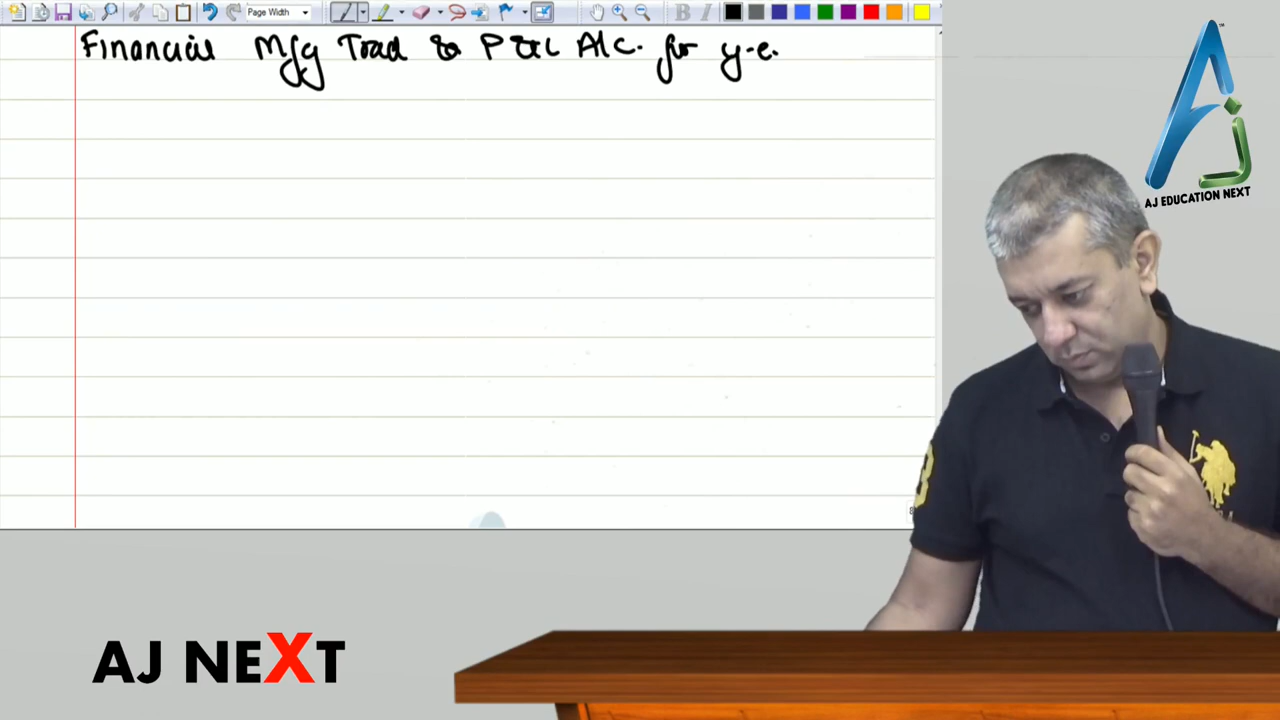 Page Width
Financial Mfg Trad & P&L A/c. for y.e.
AJ EDUCATION NEXT
AJ NEXT